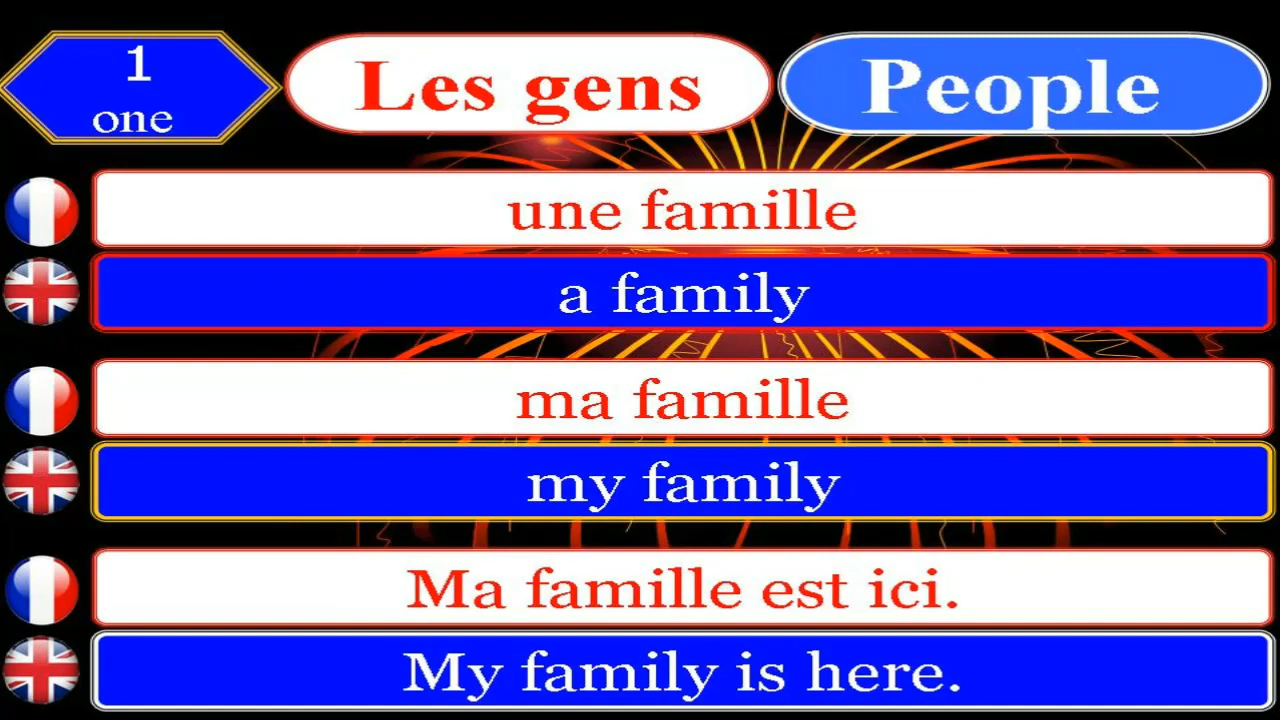 1
one
Les gens
People
une famille
a family
ma famille
my family
Ma famille est ici.
My family is here.